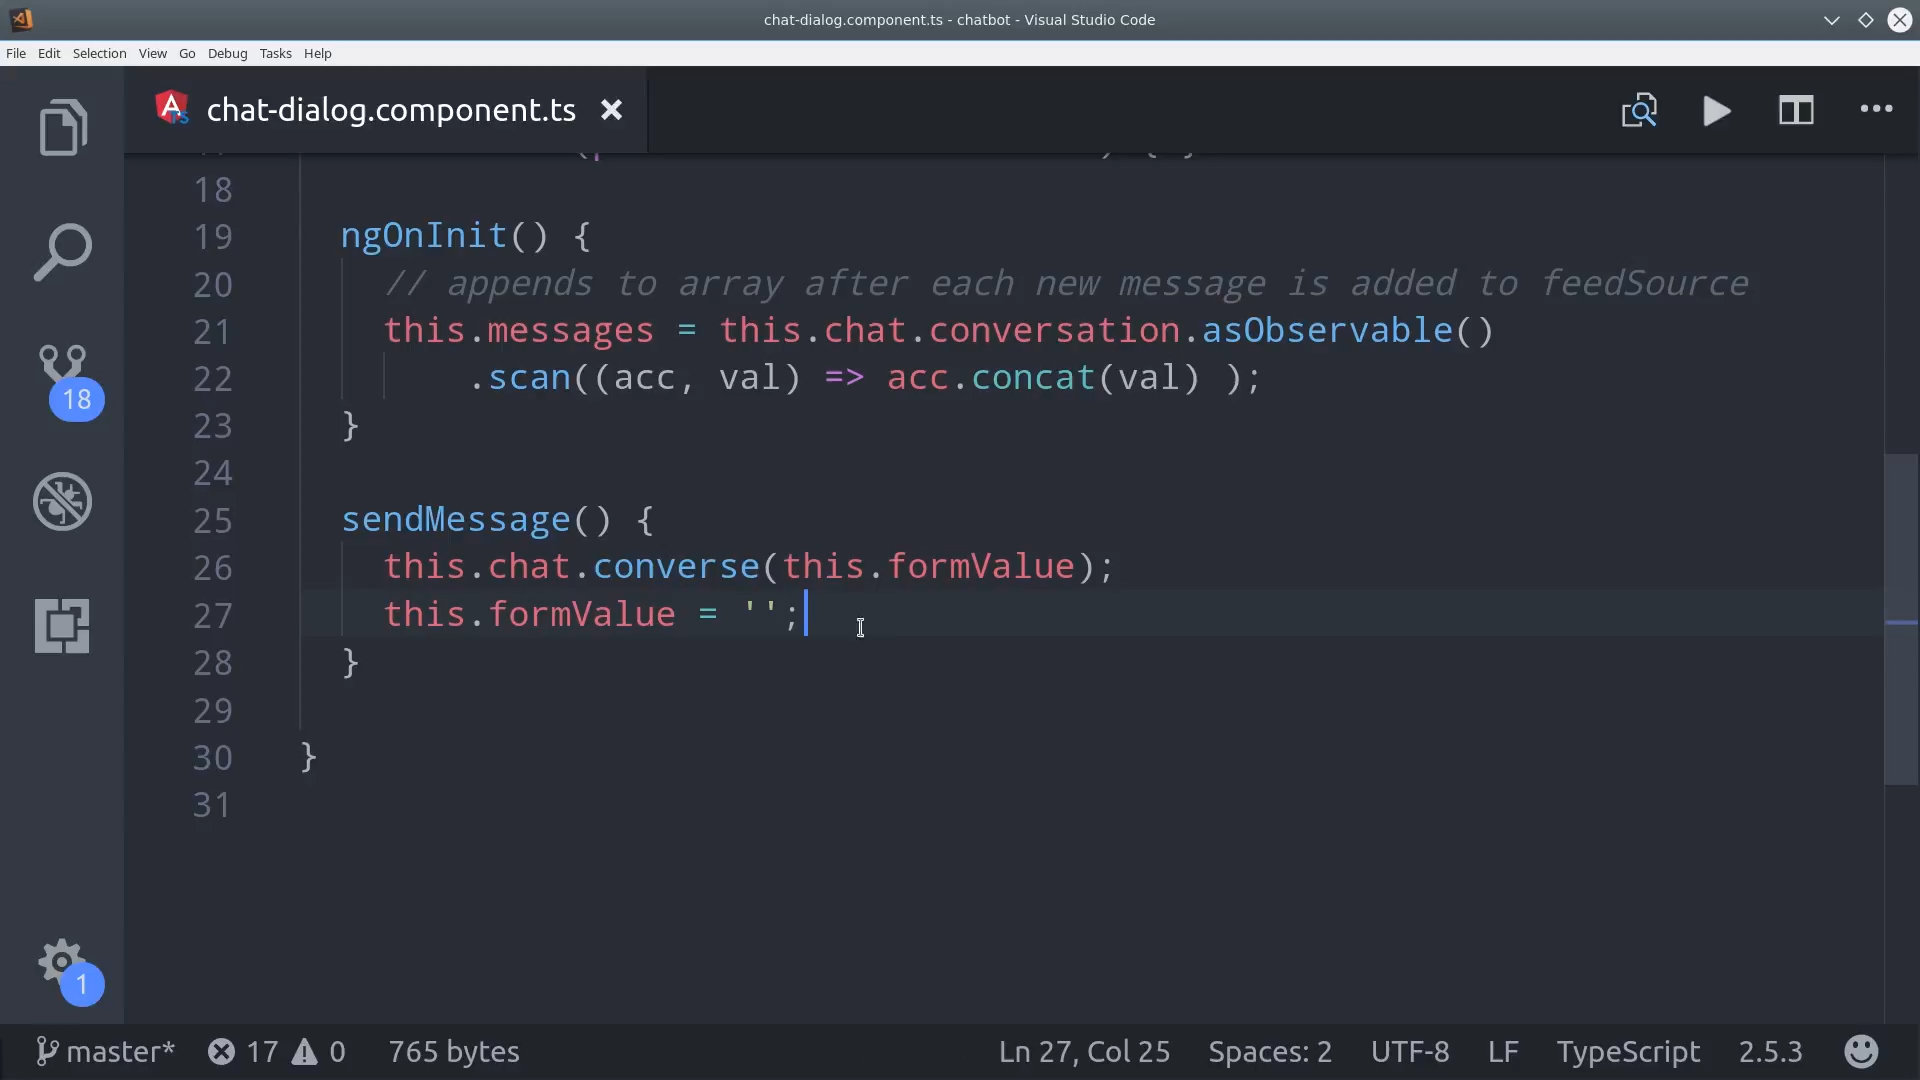 chat-dialog.component.ts - chatbot - Visual Studio Code
File Edit Selection View Go Debug Tasks Help
chat-dialog.component.ts
18
19 ngOnInit() {
20 // appends to array after each new message is added to feedSource
21 this.messages = this.chat.conversation.asObservable()
22 .scan((acc, val) => acc.concat(val) );
23 }
24
25 sendMessage() {
26 this.chat.converse(this.formValue);
27 this.formValue = '';
28 }
29
30 }
31
18
1
master* 17 0 765 bytes Ln 27, Col 25 Spaces: 2 UTF-8 LF TypeScript 2.5.3